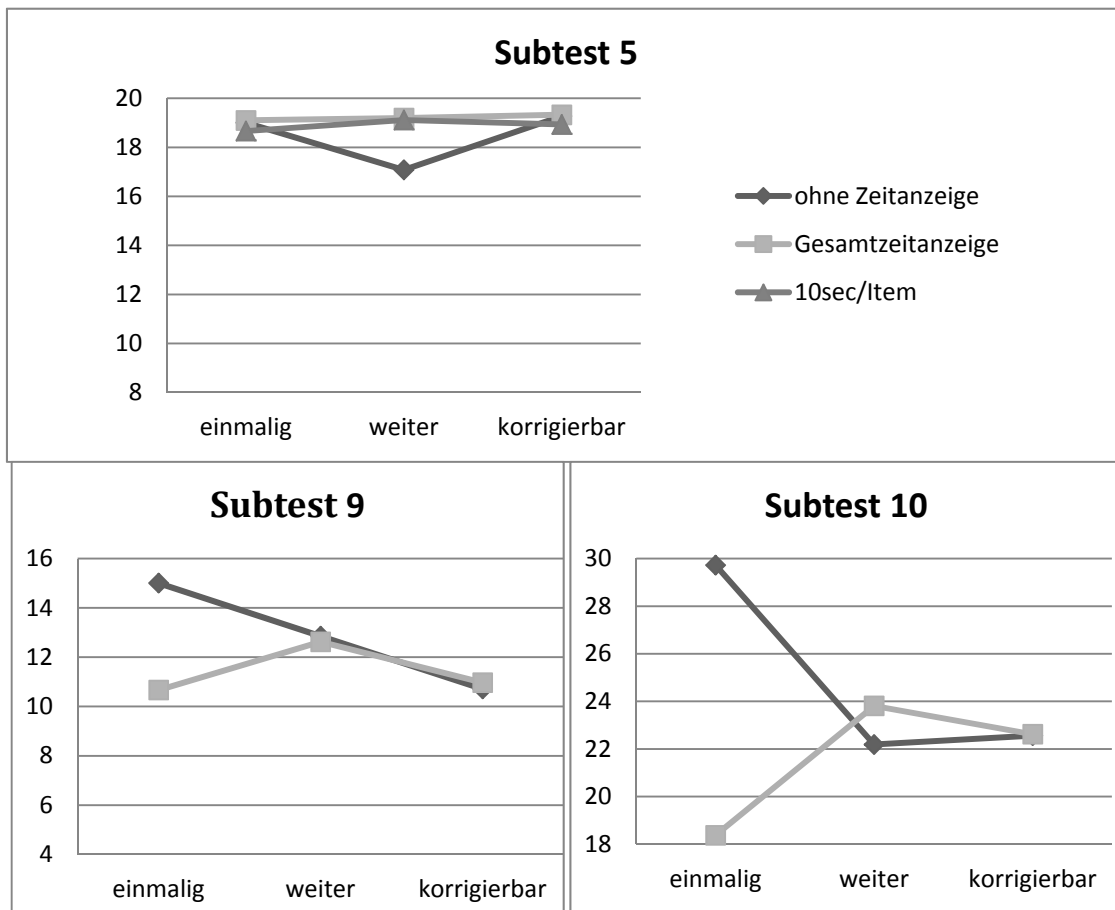 Subtest 5
20
18
16
14
12
10
8
einmalig weiter korrigierbar
ohne Zeitanzeige
Gesamtzeitanzeige
10sec/Item
Subtest 9
16
14
12
10
8
6
4
einmalig weiter korrigierbar
Subtest 10
30
28
26
24
22
20
18
einmalig weiter korrigierbar